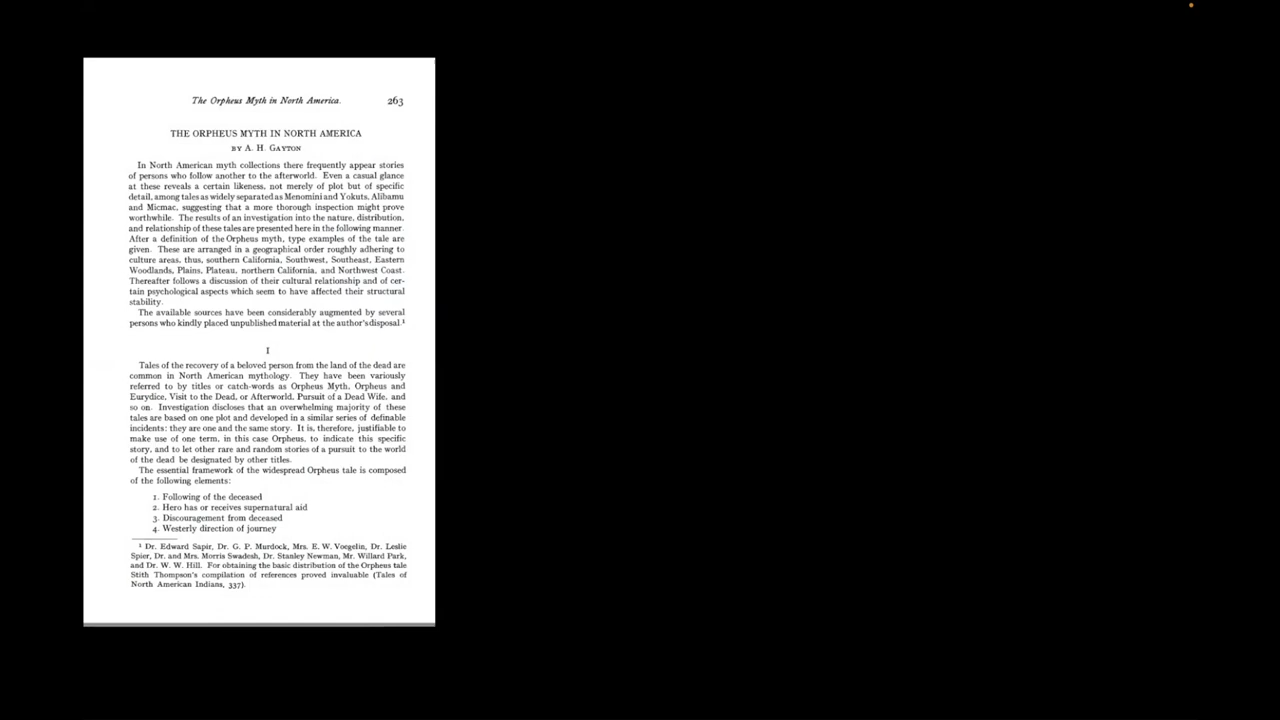 The Orpheus Myth in North America. 263
THE ORPHEUS MYTH IN NORTH AMERICA
BY A. H. GAYTON
In North American myth collections there frequently appear stories
of persons who follow another to the afterworld. Even a casual glance
at these reveals a certain likeness, not merely of plot but of specific
detail, among tales as widely separated as Menomini and Yokuts, Alibamu
and Micmac, suggesting that a more thorough inspection might prove
worthwhile. The results of an investigation into the nature, distribution,
and relationship of these tales are presented here in the following manner.
After a definition of the Orpheus myth, type examples of the tale are
given. These are arranged in a geographical order roughly adhering to
culture areas, thus, southern California, Southwest, Southeast, Eastern
Woodlands, Plains, Plateau, northern California, and Northwest Coast.
Thereafter follows a discussion of their cultural relationship and of cer-
tain psychological aspects which seem to have affected their structural
stability.
The available sources have been considerably augmented by several
persons who kindly placed unpublished material at the author's disposal.¹
I
Tales of the recovery of a beloved person from the land of the dead are
common in North American mythology. They have been variously
referred to by titles or catch-words as Orpheus Myth, Orpheus and
Eurydice, Visit to the Dead, or Afterworld, Pursuit of a Dead Wife, and
so on. Investigation discloses that an overwhelming majority of these
tales are based on one plot and developed in a similar series of definable
incidents: they are one and the same story. It is, therefore, justifiable to
make use of one term, in this case Orpheus, to indicate this specific
story, and to let other rare and random stories of a pursuit to the world
of the dead be designated by other titles.
The essential framework of the widespread Orpheus tale is composed
of the following elements:
1. Following of the deceased
2. Hero has or receives supernatural aid
3. Discouragement from deceased
4. Westerly direction of journey
¹ Dr. Edward Sapir, Dr. G. P. Murdock, Mrs. E. W. Voegelin, Dr. Leslie
Spier, Dr. and Mrs. Morris Swadesh, Dr. Stanley Newman, Mr. Willard Park,
and Dr. W. W. Hill. For obtaining the basic distribution of the Orpheus tale
Stith Thompson's compilation of references proved invaluable (Tales of
North American Indians, 337).